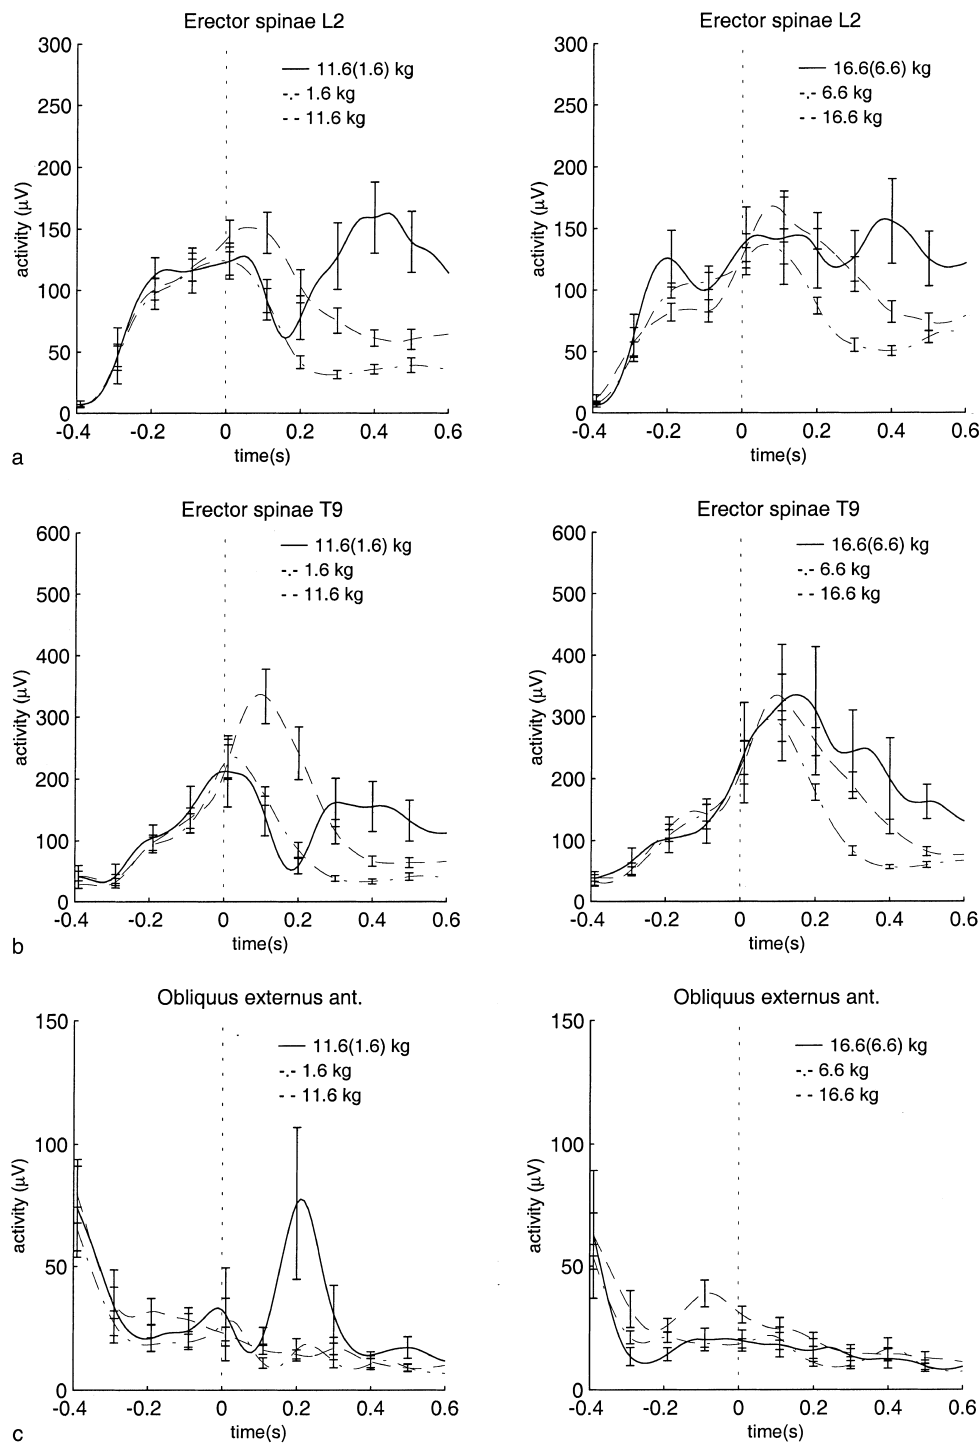 Erector spinae L2
300
250
200
150
100
50
0
activity (µV)
11.6(1.6) kg
1.6 kg
11.6 kg
-0.4 -0.2 0 0.2 0.4 0.6
time(s)
Erector spinae L2
300
250
200
150
100
50
0
activity (µV)
16.6(6.6) kg
6.6 kg
16.6 kg
-0.4 -0.2 0 0.2 0.4 0.6
time(s)
a
Erector spinae T9
600
500
400
300
200
100
0
activity (µV)
11.6(1.6) kg
1.6 kg
11.6 kg
-0.4 -0.2 0 0.2 0.4 0.6
time(s)
Erector spinae T9
600
500
400
300
200
100
0
activity (µV)
16.6(6.6) kg
6.6 kg
16.6 kg
-0.4 -0.2 0 0.2 0.4 0.6
time(s)
b
Obliquus externus ant.
150
100
50
0
activity (µV)
11.6(1.6) kg
1.6 kg
11.6 kg
-0.4 -0.2 0 0.2 0.4 0.6
time(s)
Obliquus externus ant.
150
100
50
0
activity (µV)
16.6(6.6) kg
6.6 kg
16.6 kg
-0.4 -0.2 0 0.2 0.4 0.6
time(s)
c